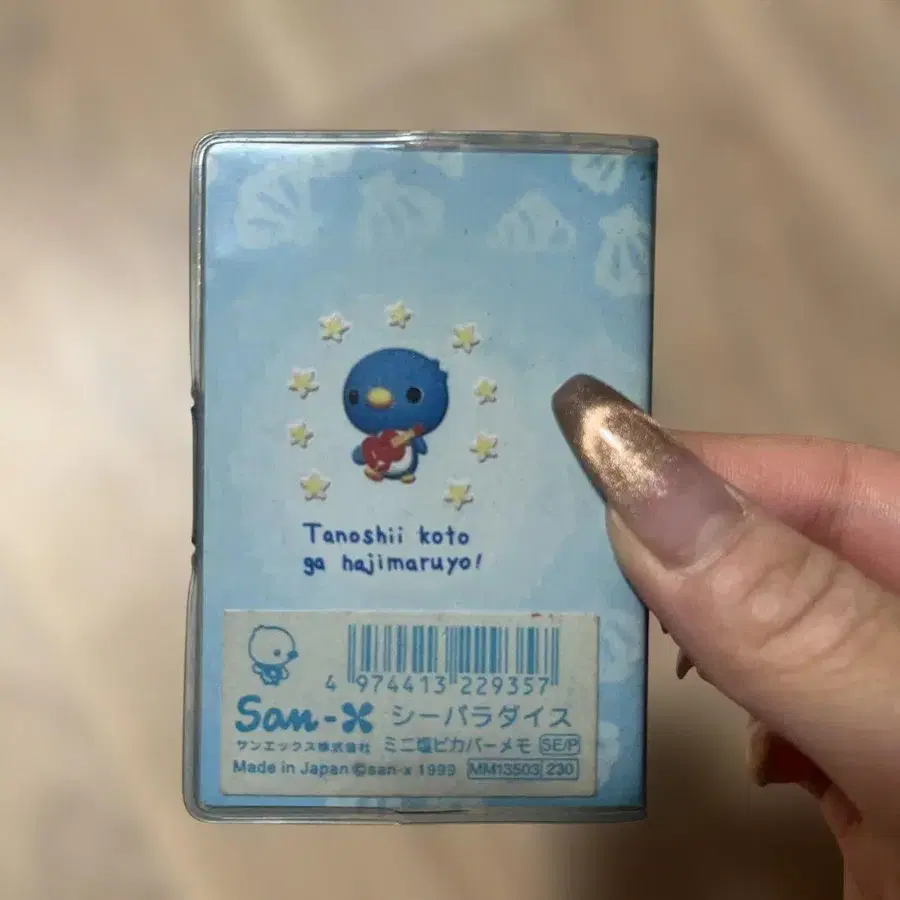 Tanoshii koto
ga hajimaruyo!
4 974413 229357
San-X シーパラダイス
サンエックス株式会社 ミニ塩ビカバーメモ SE/P
Made in Japan ©san-x 1999 MM13503 230